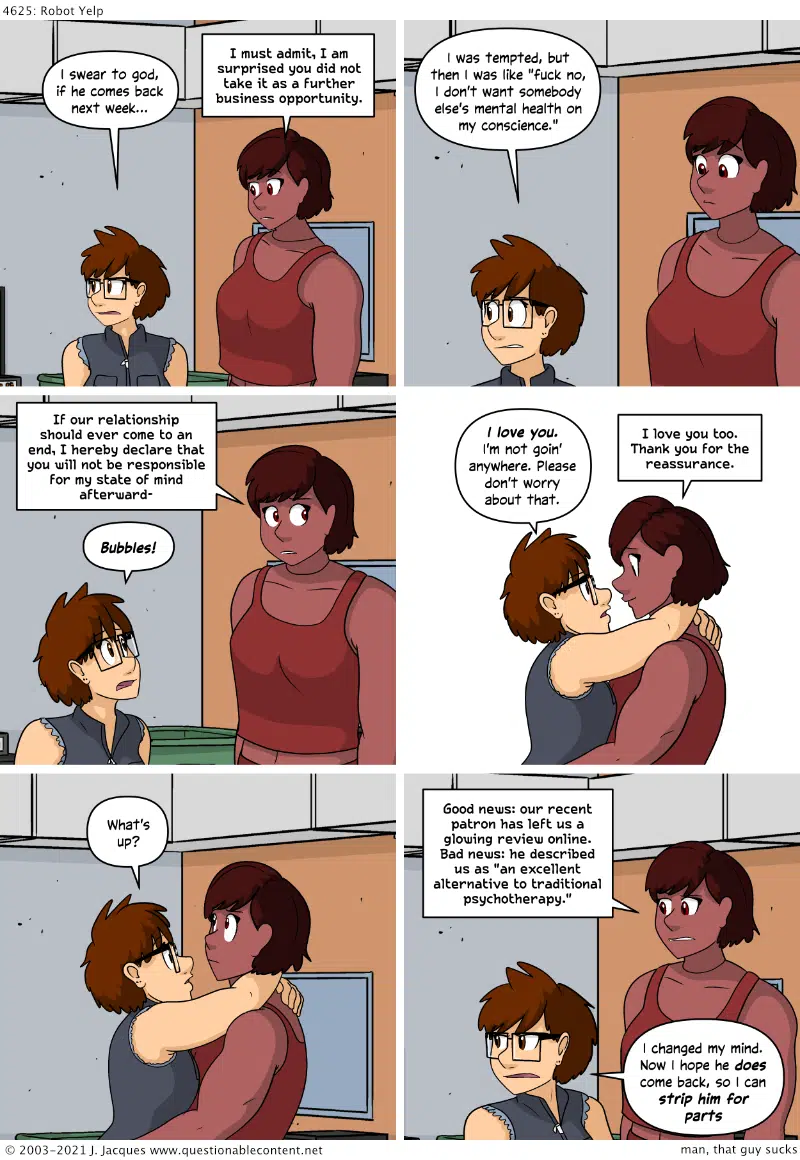 4625: Robot Yelp
I swear to god,
if he comes back
next week...
I must admit, I am
surprised you did not
take it as a further
business opportunity.
I was tempted, but
then I was like "fuck no,
I don't want somebody
else's mental health on
my conscience."
If our relationship
should ever come to an
end, I hereby declare that
you will not be responsible
for my state of mind
afterward-
Bubbles!
I love you.
I'm not goin'
anywhere. Please
don't worry
about that.
I love you too.
Thank you for the
reassurance.
What's
up?
Good news: our recent
patron has left us a
glowing review online.
Bad news: he described
us as "an excellent
alternative to traditional
psychotherapy."
I changed my mind.
Now I hope he does
come back, so I can
strip him for
parts
© 2003-2021 J. Jacques www.questionablecontent.net
man, that guy sucks